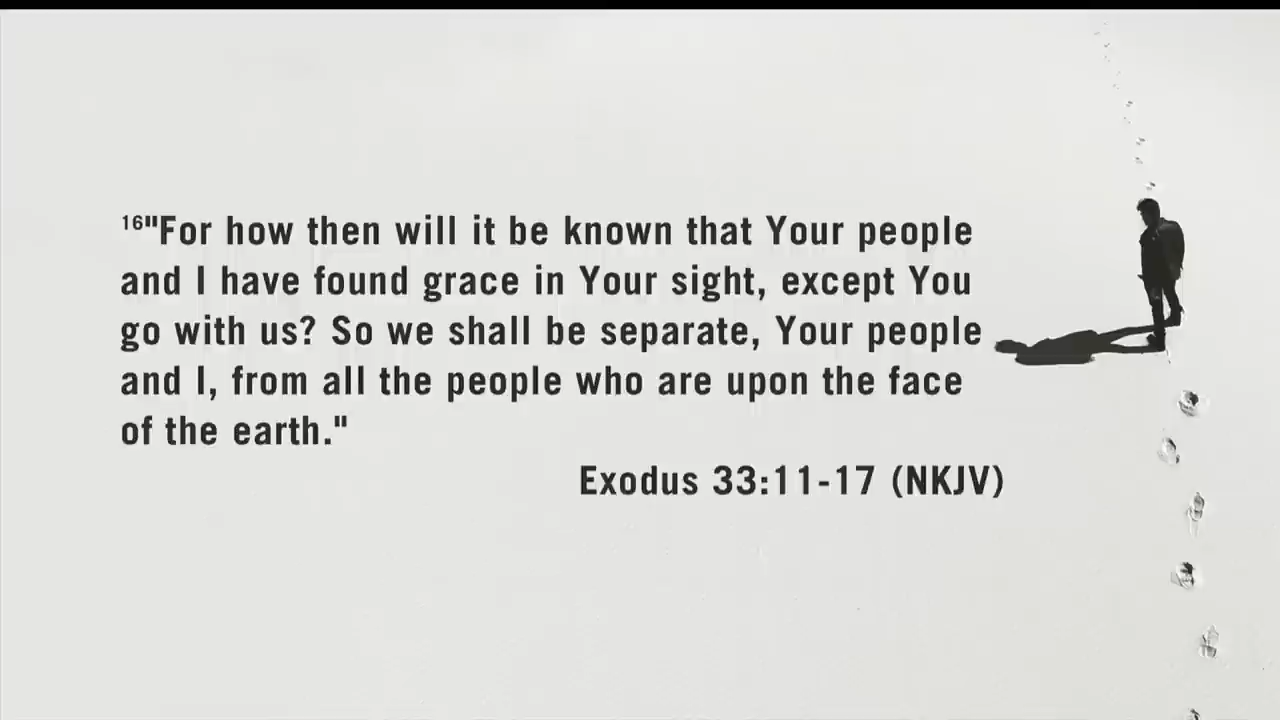 16"For how then will it be known that Your people
and I have found grace in Your sight, except You
go with us? So we shall be separate, Your people
and I, from all the people who are upon the face
of the earth."
Exodus 33:11-17 (NKJV)